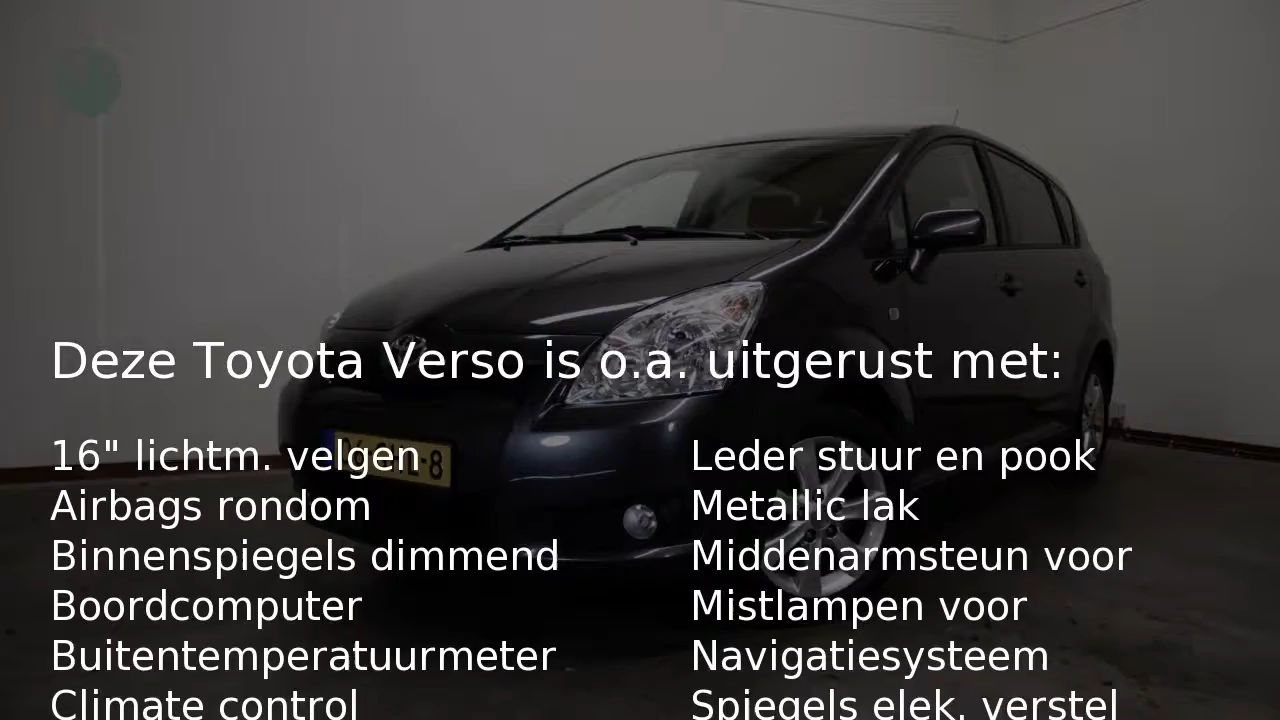 Deze Toyota Verso is o.a. uitgerust met:
16" lichtm. velgen
Airbags rondom
Binnenspiegels dimmend
Boordcomputer
Buitentemperatuurmeter
Climate control
Leder stuur en pook
Metallic lak
Middenarmsteun voor
Mistlampen voor
Navigatiesysteem
Spiegels elek. verstel